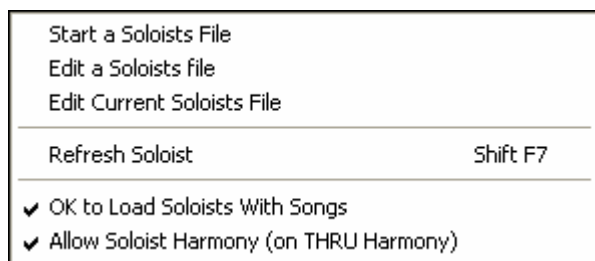 Start a Soloists File
Edit a Soloists file
Edit Current Soloists File
Refresh Soloist Shift F7
OK to Load Soloists With Songs
Allow Soloist Harmony (on THRU Harmony)